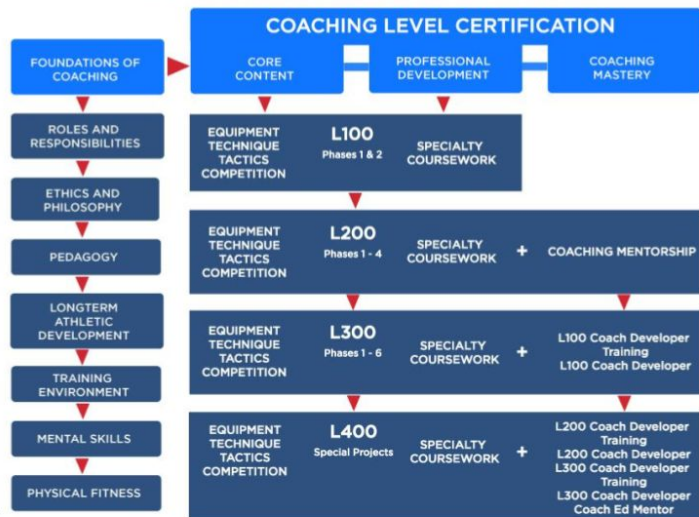 COACHING LEVEL CERTIFICATION
FOUNDATIONS OF
COACHING
CORE
CONTENT
PROFESSIONAL
DEVELOPMENT
COACHING
MASTERY
ROLES AND
RESPONSIBILITIES
ETHICS AND
PHILOSOPHY
PEDAGOGY
LONGTERM
ATHLETIC
DEVELOPMENT
TRAINING
ENVIRONMENT
MENTAL SKILLS
PHYSICAL FITNESS
EQUIPMENT
TECHNIQUE
TACTICS
COMPETITION
L100
Phases 1 & 2
SPECIALTY
COURSEWORK
EQUIPMENT
TECHNIQUE
TACTICS
COMPETITION
L200
Phases 1 - 4
SPECIALTY
COURSEWORK
+
COACHING MENTORSHIP
EQUIPMENT
TECHNIQUE
TACTICS
COMPETITION
L300
Phases 1 - 6
SPECIALTY
COURSEWORK
+
L100 Coach Developer
Training
L100 Coach Developer
EQUIPMENT
TECHNIQUE
TACTICS
COMPETITION
L400
Special Projects
SPECIALTY
COURSEWORK
+
L200 Coach Developer
Training
L200 Coach Developer
L300 Coach Developer
Training
L300 Coach Developer
Coach Ed Mentor